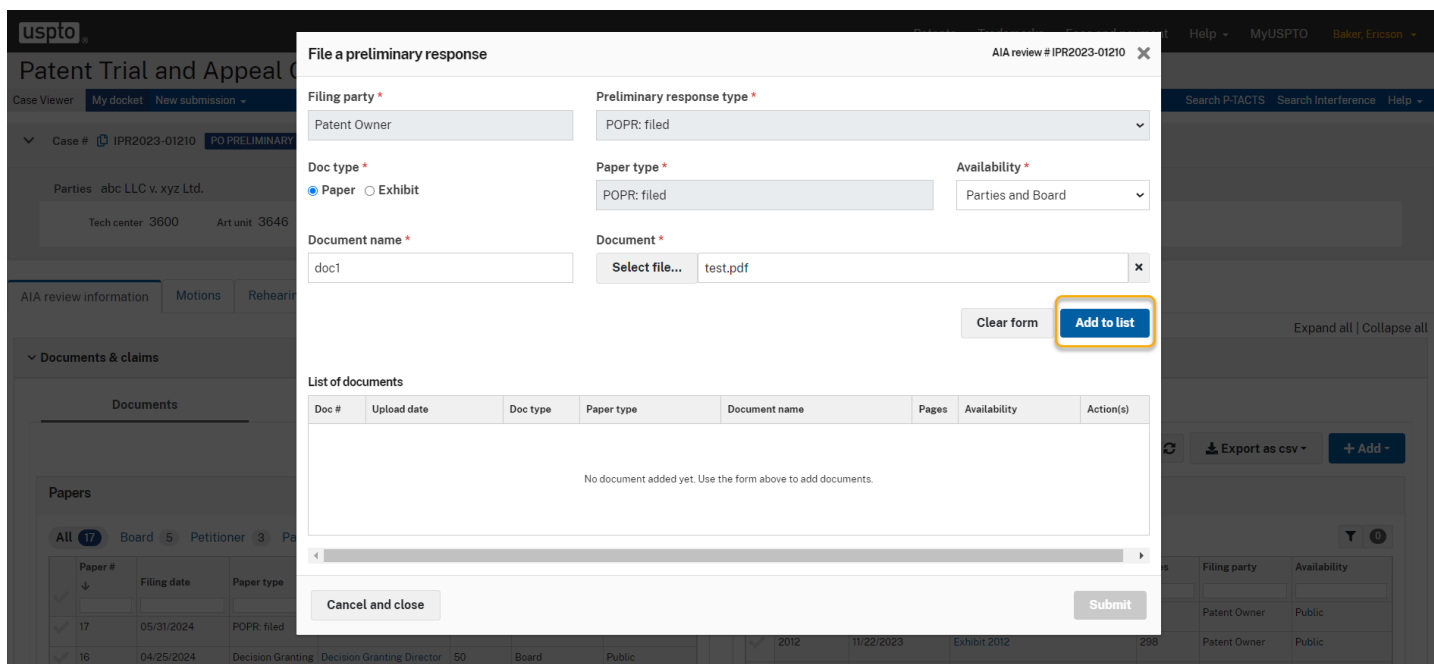 uspto
Help
MyUSPTO
Baker, Ericson
Patent Trial and Appeal
Case Viewer
My docket
New submission
Search P-TACTS
Search Interference
Help
Case # IPR2023-01210
PO PRELIMINARY
Parties abc LLC v. xyz Ltd.
Tech center 3600
Art unit 3646
AIA review information
Motions
Expand all | Collapse all
Documents & claims
Documents
Export as csv
+ Add
Papers
All 17
Board 5
Petitioner 3
0
Paper #
Filing date
Paper type
Filing party
Availability
17
05/31/2024
POPR: filed
Patent Owner
Public
16
04/25/2024
Decision Granting
Decision Granting Director
50
Board
Public
2012
11/22/2023
Exhibit 2012
298
Patent Owner
Public
File a preliminary response
AIA review # IPR2023-01210
Filing party *
Preliminary response type *
Patent Owner
POPR: filed
Doc type *
Paper type *
Availability *
Paper
Exhibit
POPR: filed
Parties and Board
Document name *
Document *
doc1
Select file...
test.pdf
Clear form
Add to list
List of documents
Doc #
Upload date
Doc type
Paper type
Document name
Pages
Availability
Action(s)
No document added yet. Use the form above to add documents.
Cancel and close
Submit